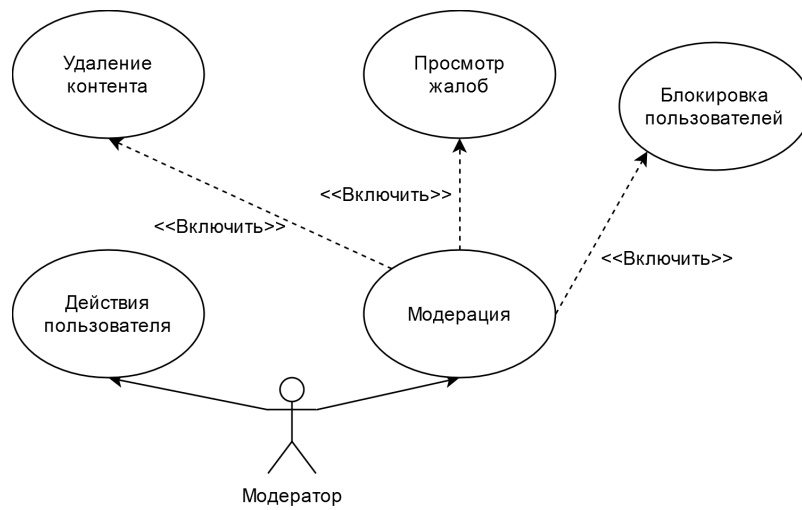 Удаление
контента
Просмотр
жалоб
Блокировка
пользователей
<<Включить>>
<<Включить>>
<<Включить>>
Действия
пользователя
Модерация
Модератор